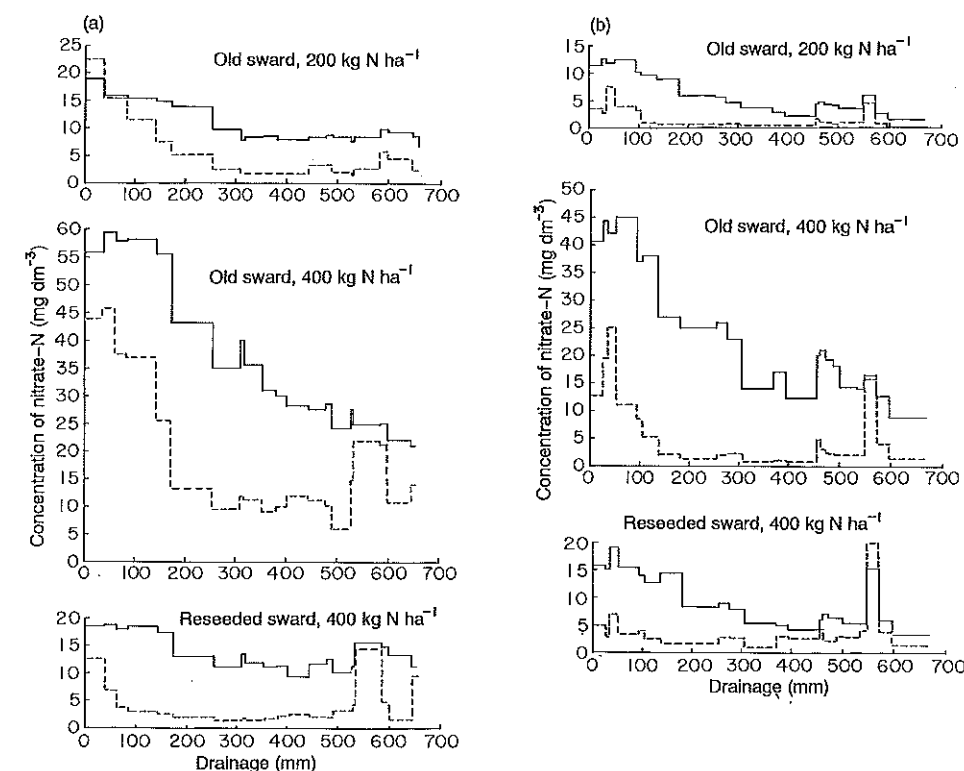 (a)
Old sward, 200 kg N ha⁻¹
25
20
15
10
5
0
0 100 200 300 400 500 600 700
Old sward, 400 kg N ha⁻¹
60
55
50
45
40
35
30
25
20
15
10
5
0
0 100 200 300 400 500 600 700
Concentration of nitrate-N (mg dm⁻³)
Reseeded sward, 400 kg N ha⁻¹
20
15
10
5
0
0 100 200 300 400 500 600 700
Drainage (mm)
(b)
Old sward, 200 kg N ha⁻¹
15
10
5
0
0 100 200 300 400 500 600 700
Old sward, 400 kg N ha⁻¹
50
45
40
35
30
25
20
15
10
5
0
0 100 200 300 400 500 600 700
Concentration of nitrate-N (mg dm⁻³)
Reseeded sward, 400 kg N ha⁻¹
20
15
10
5
0
0 100 200 300 400 500 600 700
Drainage (mm)